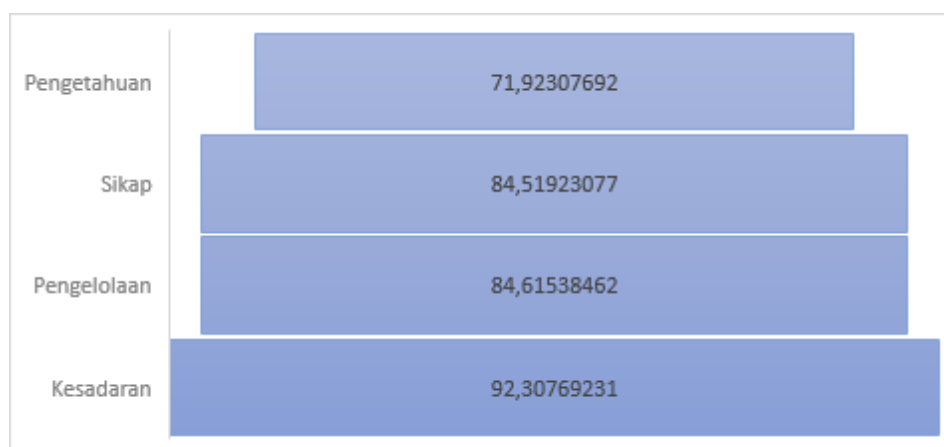 Pengetahuan 71,92307692
Sikap 84,51923077
Pengelolaan 84,61538462
Kesadaran 92,30769231